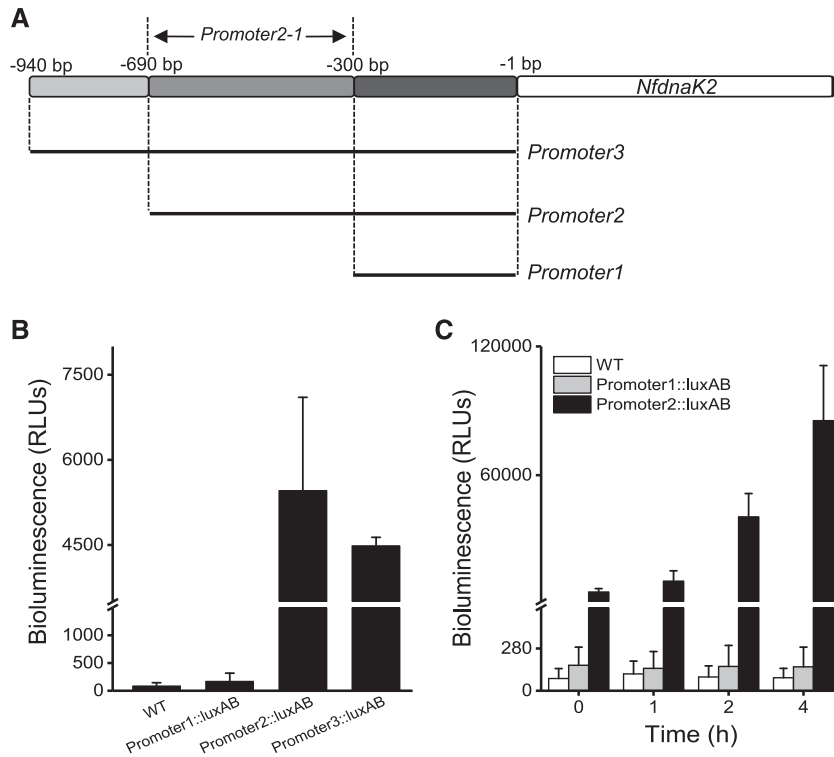 A
Promoter2-1
-940 bp -690 bp -300 bp -1 bp
NfdnaK2
Promoter3
Promoter2
Promoter1
B
Bioluminescence (RLUs)
7500
6000
4500
1000
500
0
WT
Promoter1::luxAB
Promoter2::luxAB
Promoter3::luxAB
C
Bioluminescence (RLUs)
120000
60000
280
0
WT
Promoter1::luxAB
Promoter2::luxAB
0 1 2 4
Time (h)